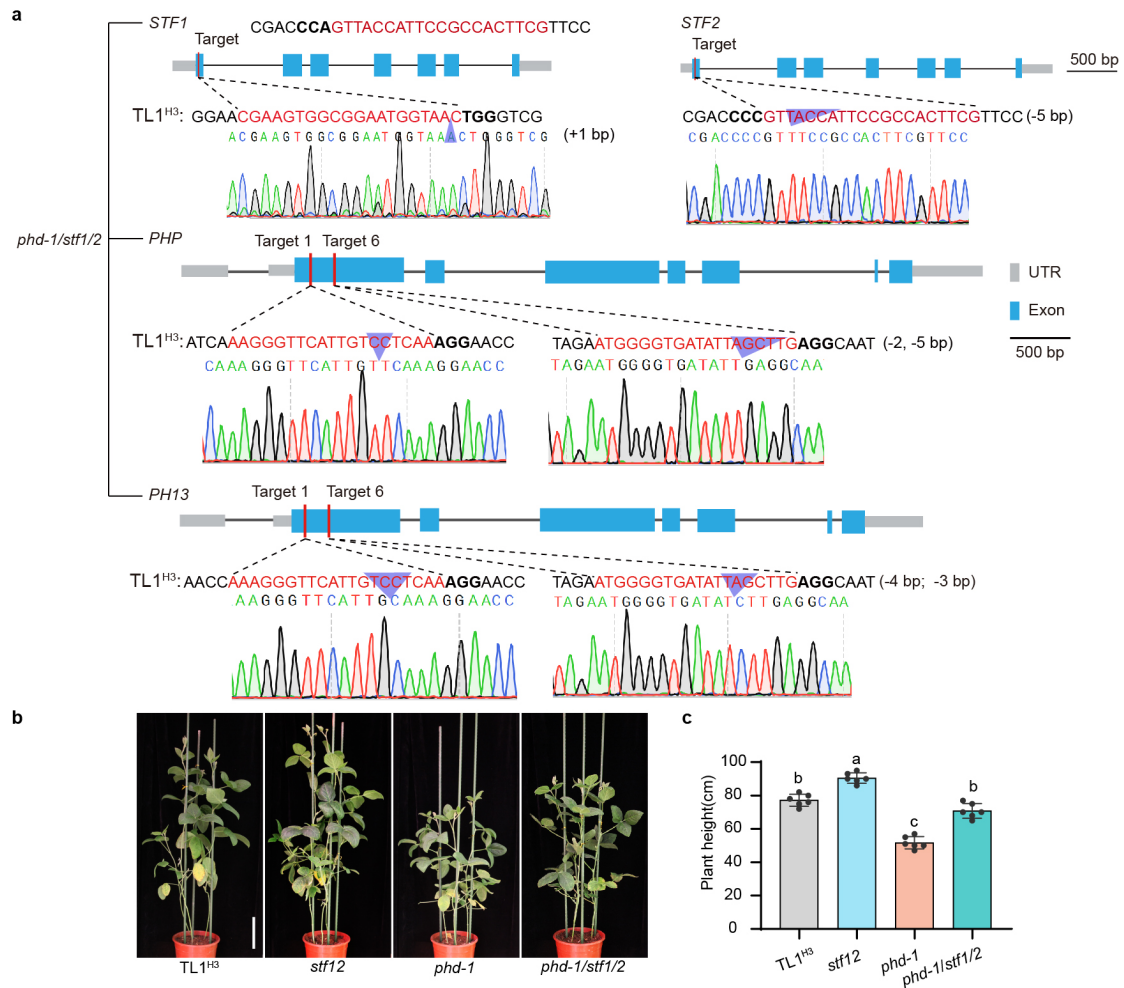 a
STF1
CGACCCAGTTACCATTCCGCCACTTCGTTCC
STF2
Target
Target
500 bp
TL1H3:
GGAACGAAGTGGCGGAATGGTAACTGGGTCG
ACGAAGTGGCGGAATGGTAAACTGGGTCG
(+1 bp)
CGACCCCGTTACCATTCCGCCACTTCGTTCC (-5 bp)
CGACCCCGTTTCCGCCACTTCGTTCC
phd-1/stf1/2
PHP
Target 1
Target 6
UTR
Exon
500 bp
TL1H3:
ATCAAAGGGTTCATTGTCCTCAAAGGAACC
CAAAGGGTTCATTGTTCAAAGGAACC
TAGAATGGGGTGATATTAGCTTGAGGCAAT (-2, -5 bp)
TAGAATGGGGTGATATTGAGGCAA
PH13
Target 1
Target 6
TL1H3:
AACCAAAGGGTTCATTGTCCTCAAAGGAACC
AAGGGTTCATTGCAAAGGAACC
TAGAATGGGGTGATATTAGCTTGAGGCAAT (-4 bp; -3 bp)
TAGAATGGGGTGATATCTTGAGGCAA
b
TL1H3
stf12
phd-1
phd-1/stf1/2
c
Plant height(cm)
100
80
60
40
20
0
b
a
c
b
TL1H3
stf12
phd-1
phd-1/stf1/2